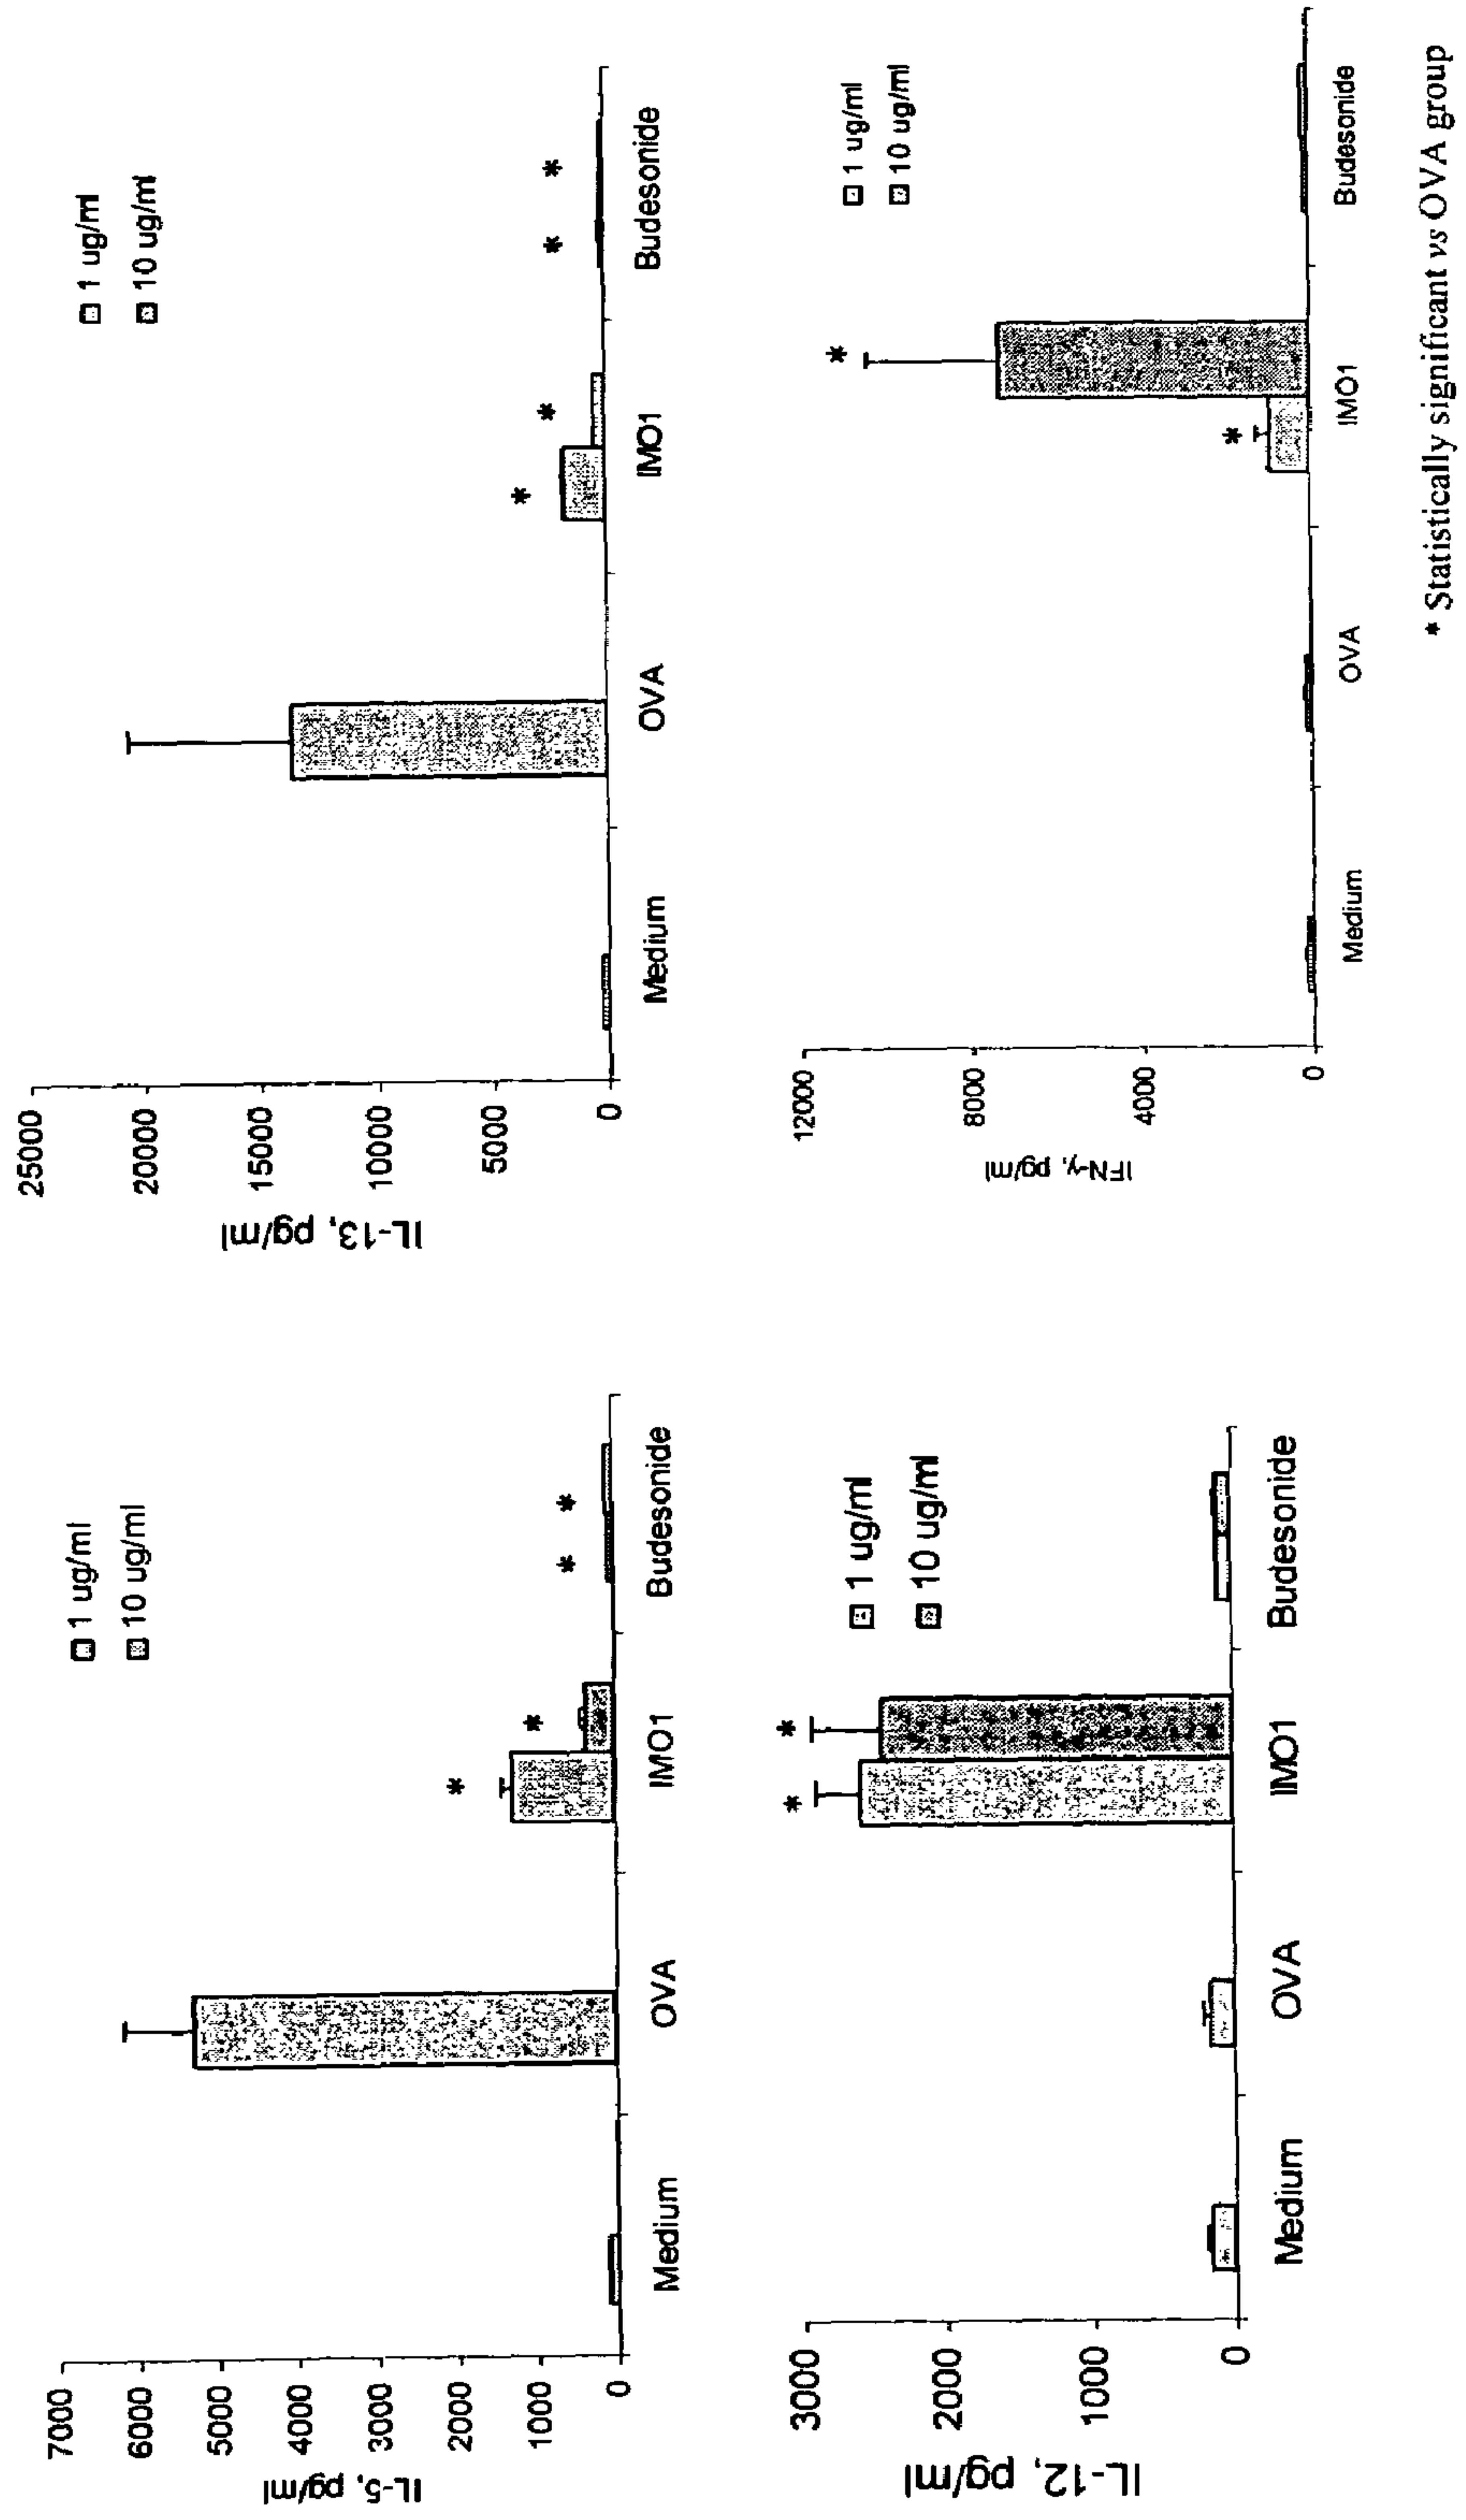 7000
6000
5000
4000
3000
2000
1000
0
IL-5, pg/ml
1 ug/ml
10 ug/ml
Medium
OVA
IMO1
Budesonide
25000
20000
15000
10000
5000
0
IL-13, pg/ml
1 ug/ml
10 ug/ml
Medium
OVA
IMO1
Budesonide
3000
2000
1000
0
IL-12, pg/ml
1 ug/ml
10 ug/ml
Medium
OVA
IMO1
Budesonide
12000
8000
4000
0
IFN-γ, pg/ml
1 ug/ml
10 ug/ml
Medium
OVA
IMO1
Budesonide
* Statistically significant vs OVA group